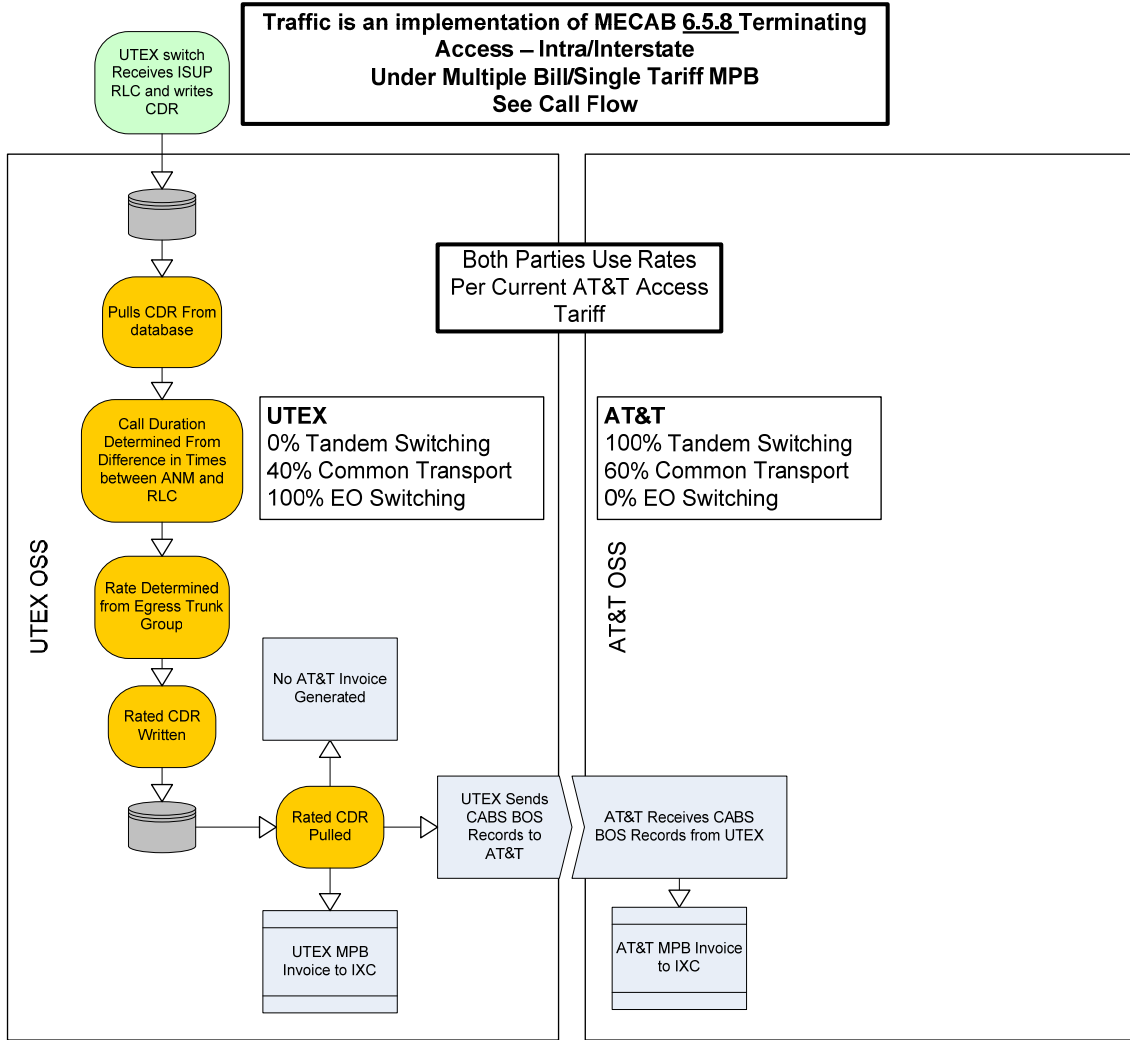 Traffic is an implementation of MECAB 6.5.8 Terminating
Access – Intra/Interstate
Under Multiple Bill/Single Tariff MPB
See Call Flow
UTEX switch
Receives ISUP
RLC and writes
CDR
Both Parties Use Rates
Per Current AT&T Access
Tariff
Pulls CDR From
database
Call Duration
Determined From
Difference in Times
between ANM and
RLC
UTEX
0% Tandem Switching
40% Common Transport
100% EO Switching
AT&T
100% Tandem Switching
60% Common Transport
0% EO Switching
UTEX OSS
AT&T OSS
Rate Determined
from Egress Trunk
Group
No AT&T Invoice
Generated
Rated CDR
Written
Rated CDR
Pulled
UTEX Sends
CABS BOS
Records to
AT&T
AT&T Receives CABS
BOS Records from UTEX
UTEX MPB
Invoice to IXC
AT&T MPB Invoice
to IXC